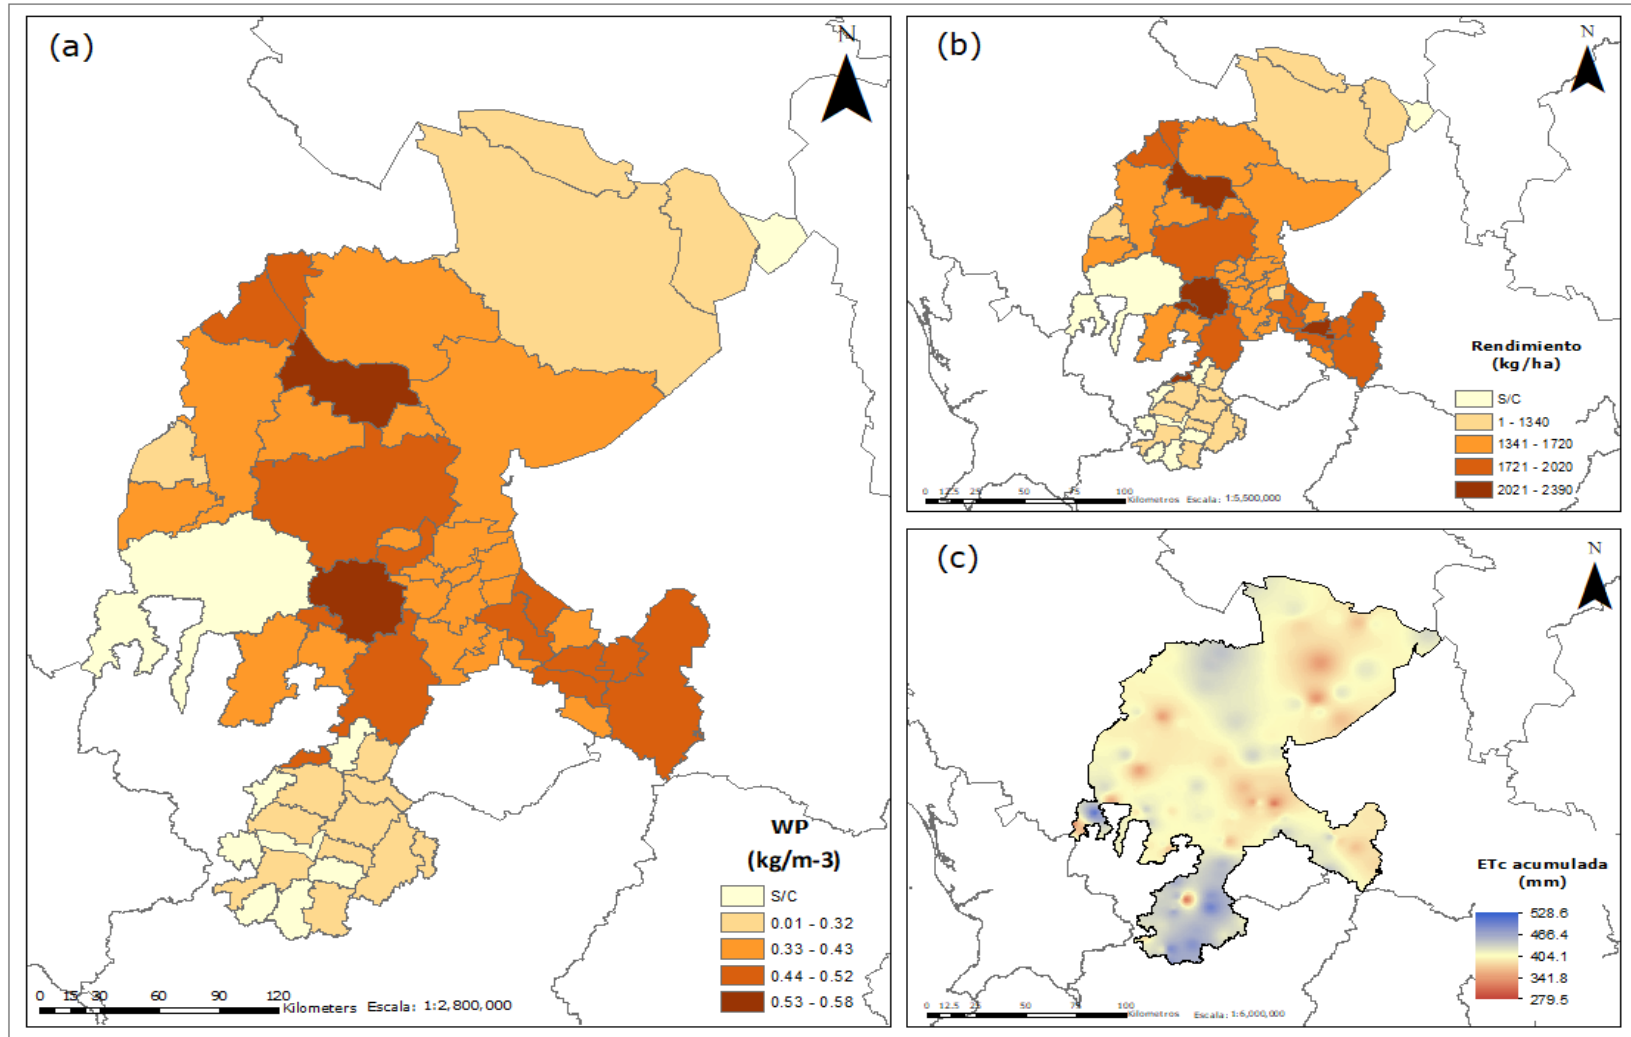 (a)
N
WP
(kg/m-3)
S/C
0.01 - 0.32
0.33 - 0.43
0.44 - 0.52
0.53 - 0.58
0 15 30 60 90 120
Kilometers Escala: 1:2,800,000
(b)
N
Rendimiento
(kg/ha)
S/C
1 - 1340
1341 - 1720
1721 - 2020
2021 - 2390
0 12.5 25 50 75 100
Kilometros Escala: 1:5,500,000
(c)
N
ETc acumulada
(mm)
528.6
466.4
404.1
341.8
279.5
0 12.5 25 50 75 100
Kilometros Escala: 1:6,000,000